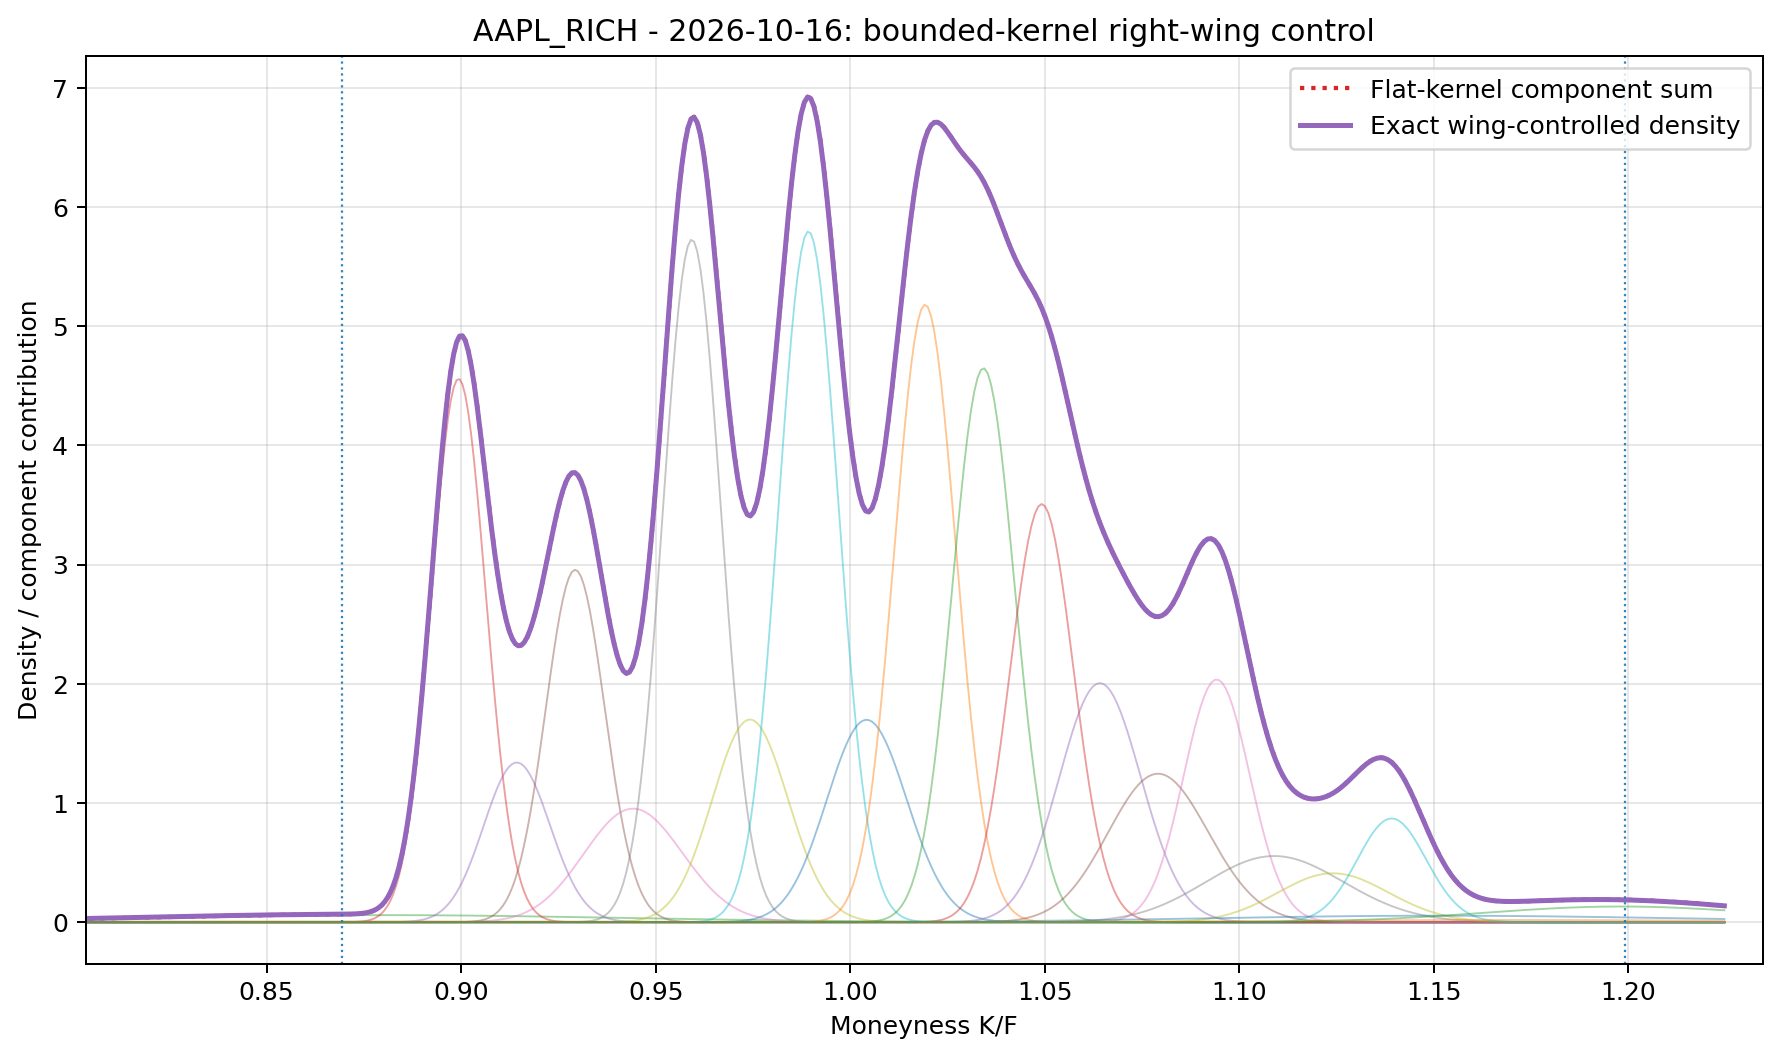 AAPL_RICH - 2026-10-16: bounded-kernel right-wing control
Flat-kernel component sum
Exact wing-controlled density
Density / component contribution
7
6
5
4
3
2
1
0
0.85 0.90 0.95 1.00 1.05 1.10 1.15 1.20
Moneyness K/F